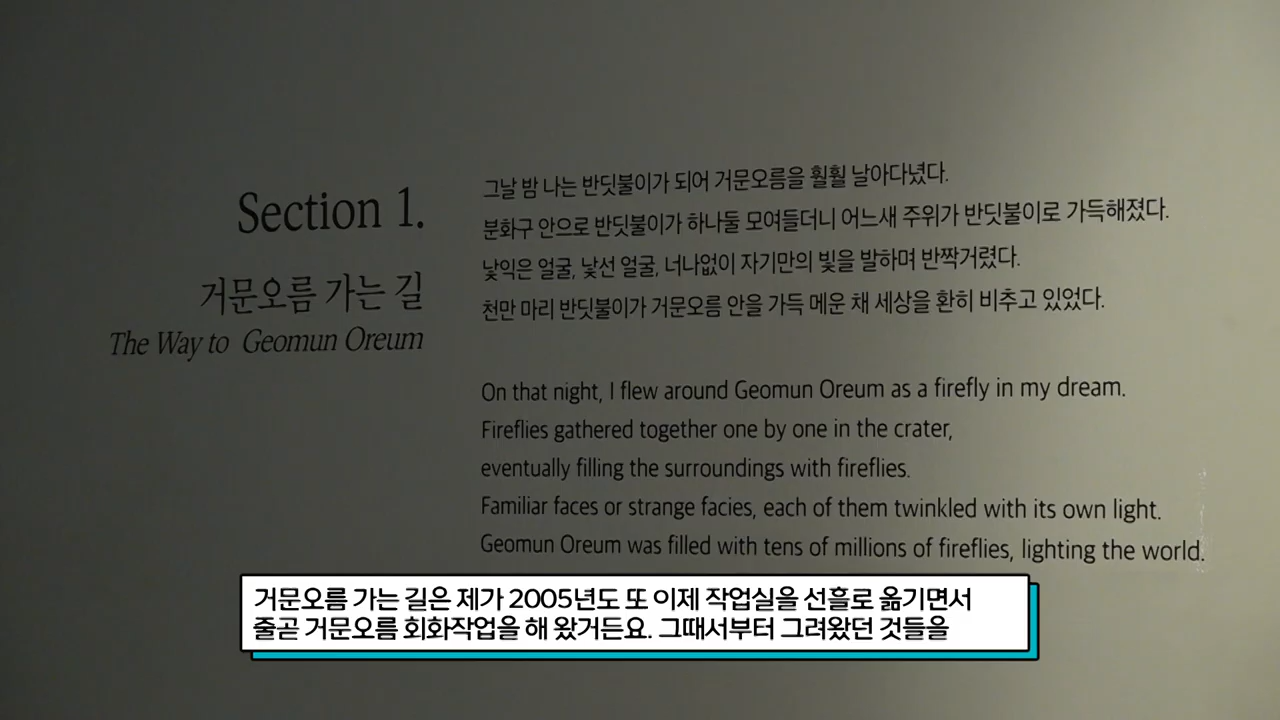 Section 1.
거문오름 가는 길
The Way to Geomun Oreum
그날 밤 나는 반딧불이가 되어 거문오름을 훨훨 날아다녔다.
분화구 안으로 반딧불이가 하나둘 모여들더니 어느새 주위가 반딧불이로 가득해졌다.
낯익은 얼굴, 낯선 얼굴, 너나없이 자기만의 빛을 발하며 반짝거렸다.
천만 마리 반딧불이가 거문오름 안을 가득 메운 채 세상을 환히 비추고 있었다.
On that night, I flew around Geomun Oreum as a firefly in my dream.
Fireflies gathered together one by one in the crater,
eventually filling the surroundings with fireflies.
Familiar faces or strange facies, each of them twinkled with its own light.
Geomun Oreum was filled with tens of millions of fireflies, lighting the world.
거문오름 가는 길은 제가 2005년도 또 이제 작업실을 선흘로 옮기면서
줄곧 거문오름 회화작업을 해 왔거든요. 그때서부터 그려왔던 것들을